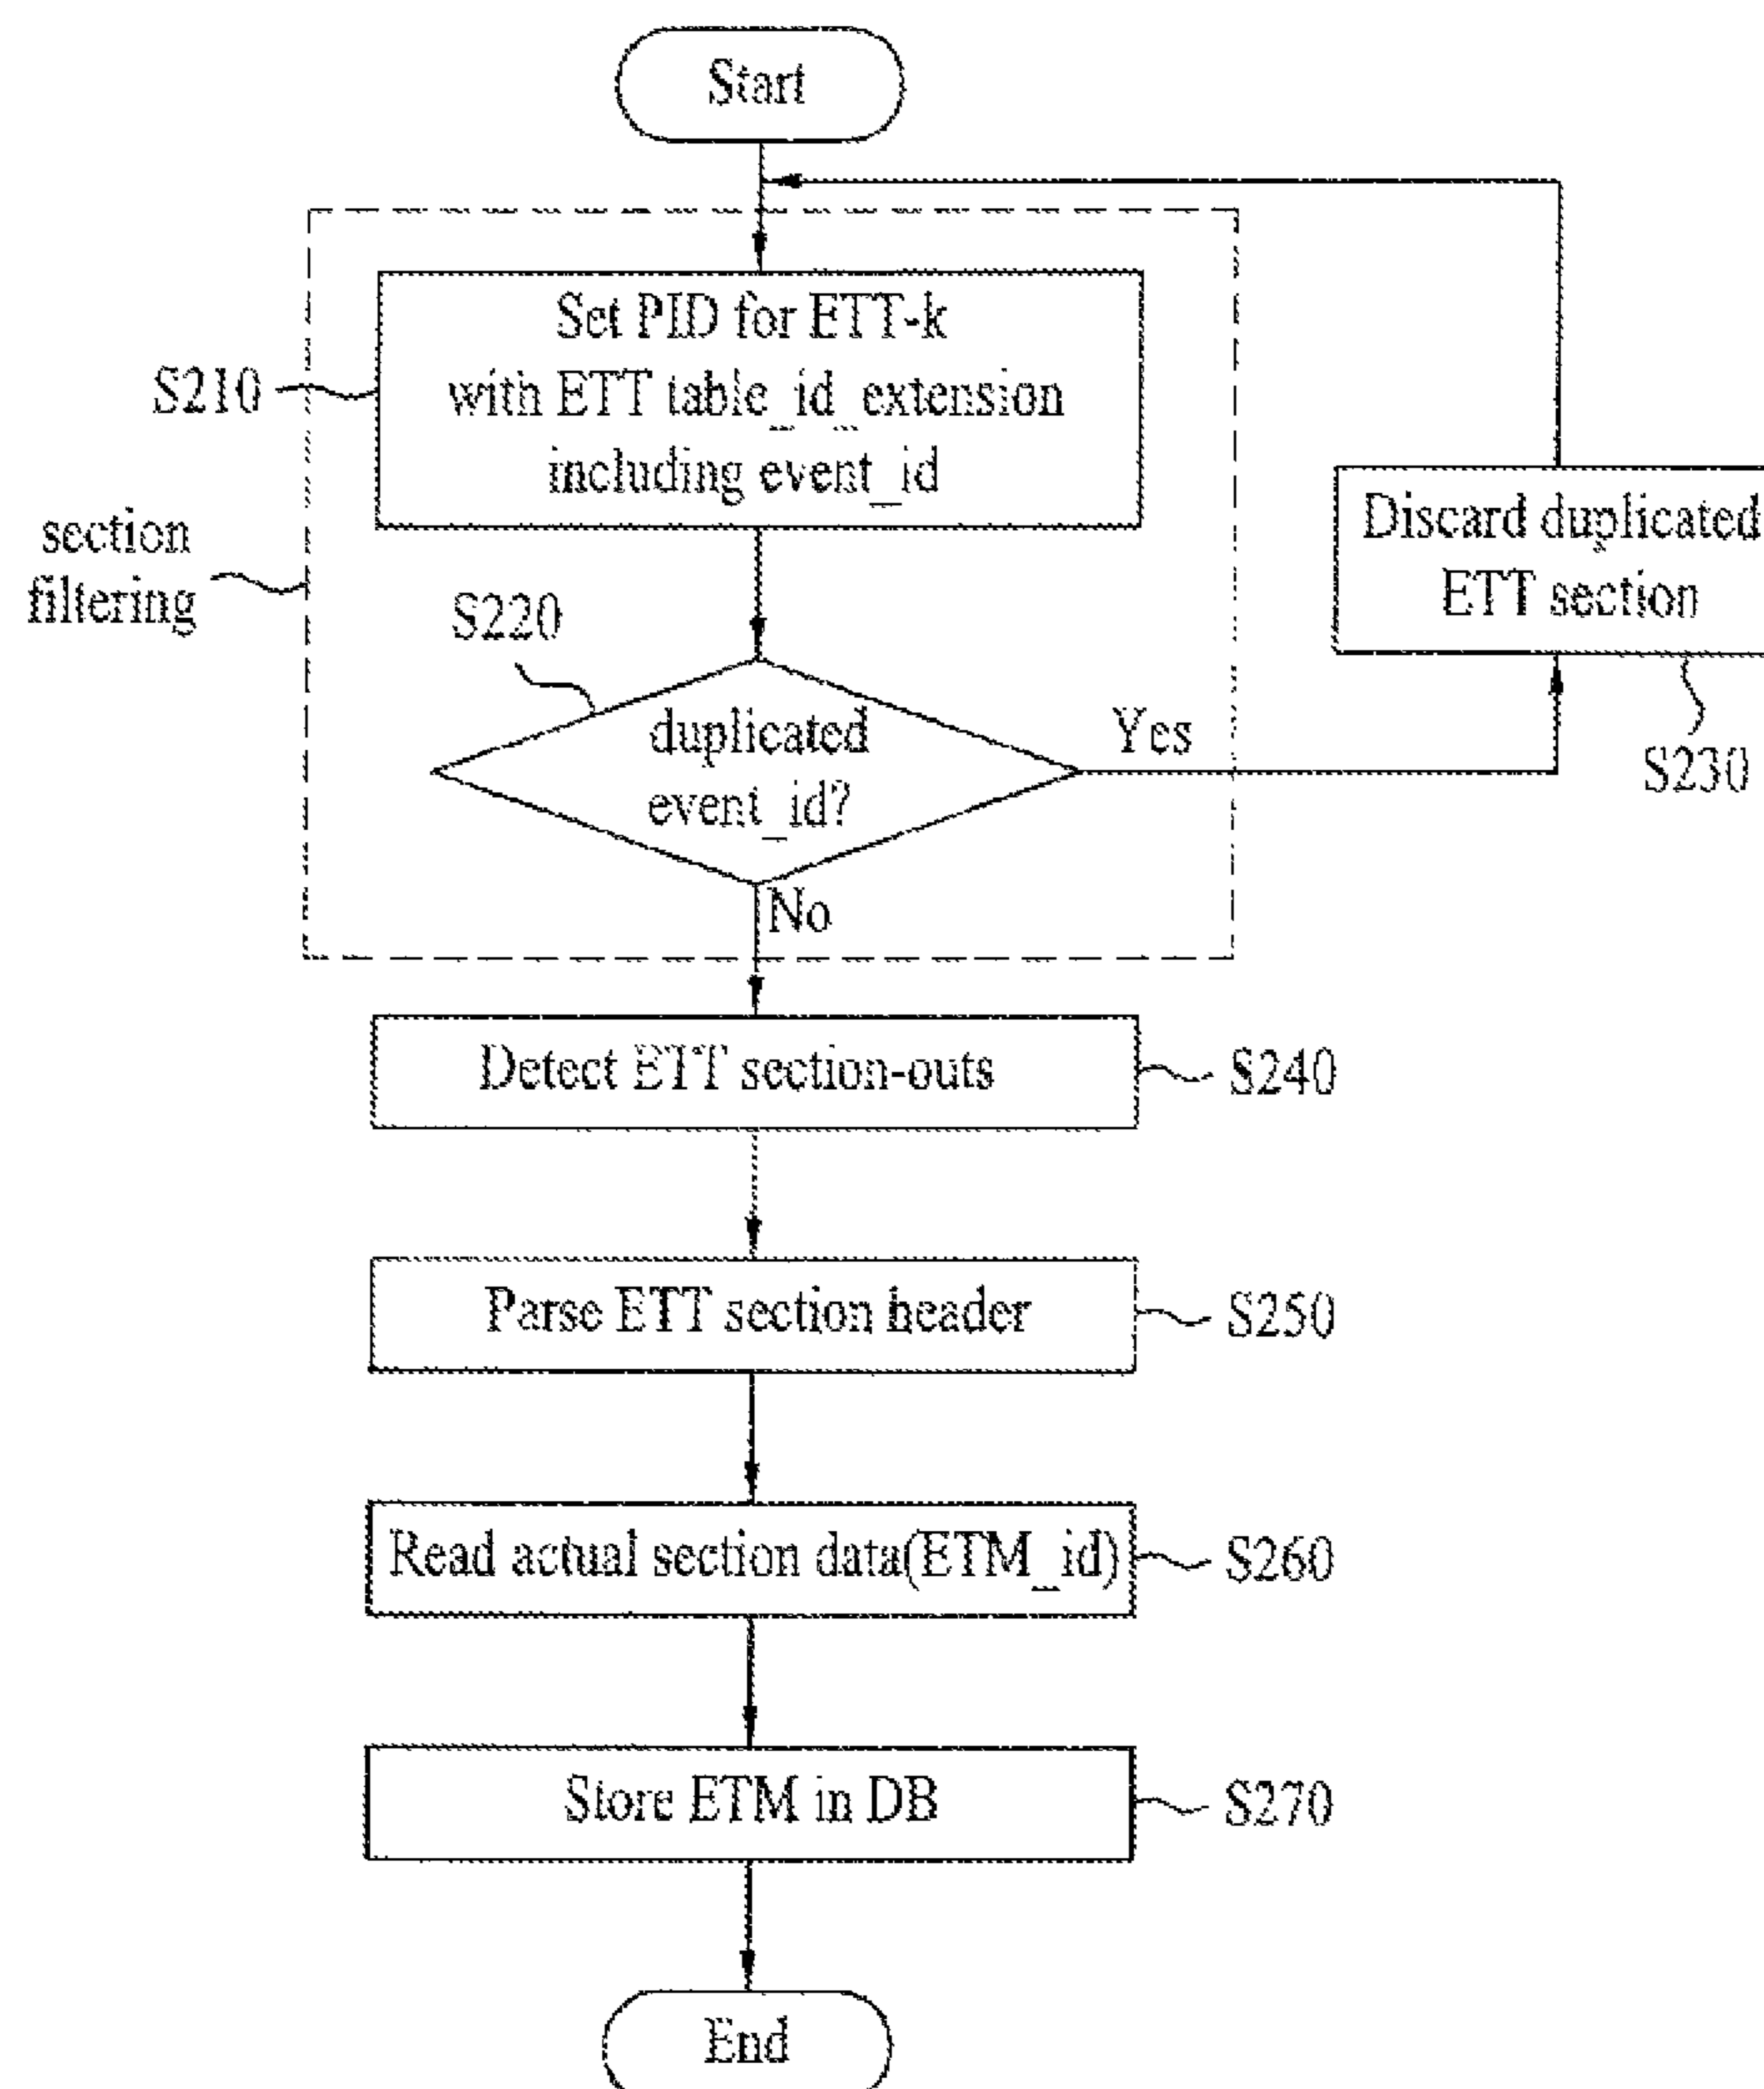 Start
Set PID for ETT-k
with ETT table_id_extension
including event_id
S210
section
filtering
Discard duplicated
ETT section
S220
duplicated
event_id?
Yes
S230
No
Detect ETT section-outs
S240
Parse ETT section header
S250
Read actual section data(ETM_id)
S260
Store ETM in DB
S270
End